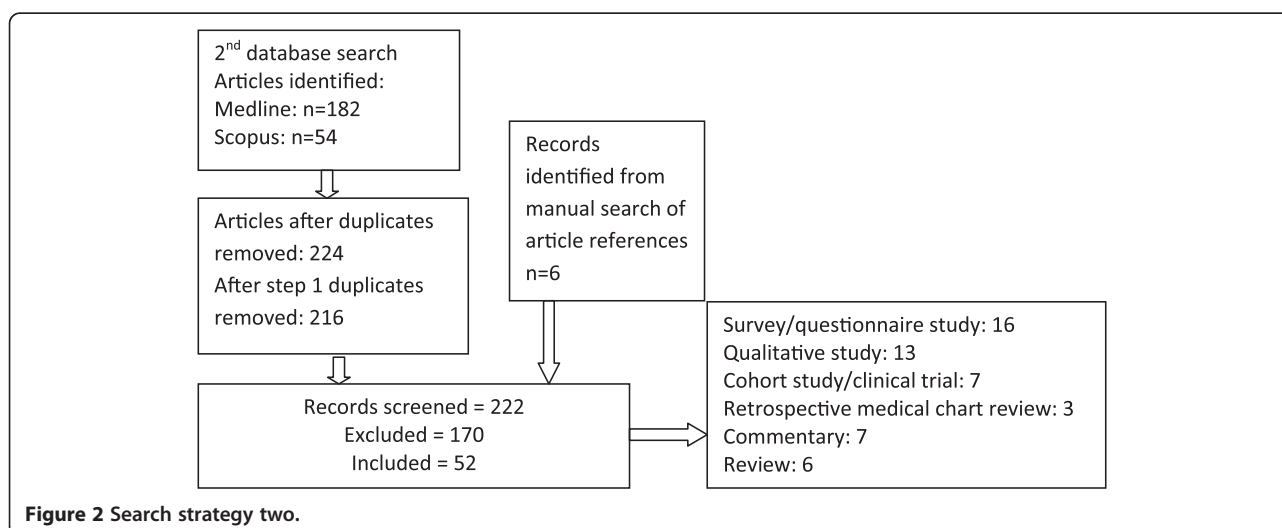 2nd database search
Articles identified:
Medline: n=182
Scopus: n=54
Articles after duplicates
removed: 224
After step 1 duplicates
removed: 216
Records
identified from
manual search of
article references
n=6
Records screened = 222
Excluded = 170
Included = 52
Survey/questionnaire study: 16
Qualitative study: 13
Cohort study/clinical trial: 7
Retrospective medical chart review: 3
Commentary: 7
Review: 6
Figure 2 Search strategy two.